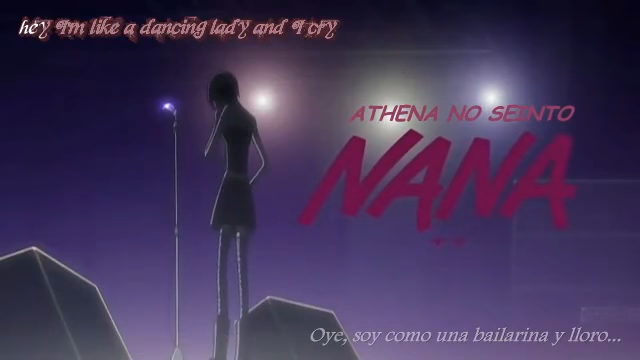 hey I'm like a dancing lady and I cry
ATHENA NO SEINTO
NANA
Oye, soy como una bailarina y lloro...